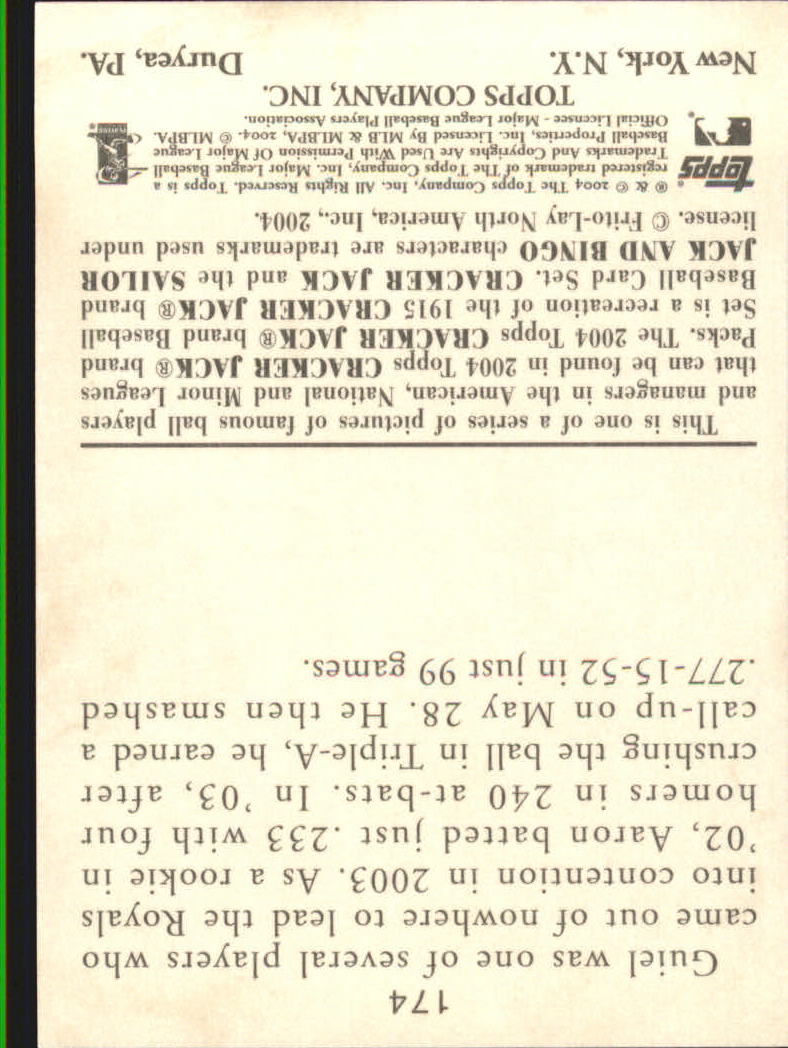 174
Guiel was one of several players who
came out of nowhere to lead the Royals
into contention in 2003. As a rookie in
'02, Aaron batted just .233 with four
homers in 240 at-bats. In '03, after
crushing the ball in Triple-A, he earned a
call-up on May 28. He then smashed
.277-15-52 in just 99 games.
This is one of a series of pictures of famous ball players
and managers in the American, National and Minor Leagues
that can be found in 2004 Topps CRACKER JACK® brand
Packs. The 2004 Topps CRACKER JACK® brand Baseball
Set is a recreation of the 1915 CRACKER JACK® brand
Baseball Card Set. CRACKER JACK and the SAILOR
JACK AND BINGO characters are trademarks used under
license. © Frito-Lay North America, Inc., 2004.
Topps
® & © 2004 The Topps Company, Inc. All Rights Reserved. Topps is a
registered trademark of The Topps Company, Inc. Major League Baseball
Trademarks And Copyrights Are Used With Permission Of Major League
Baseball Properties, Inc. Licensed By MLB & MLBPA, 2004. © MLBPA.
Official Licensee - Major League Baseball Players Association.
TOPPS COMPANY, INC.
New York, N.Y. Duryea, PA.